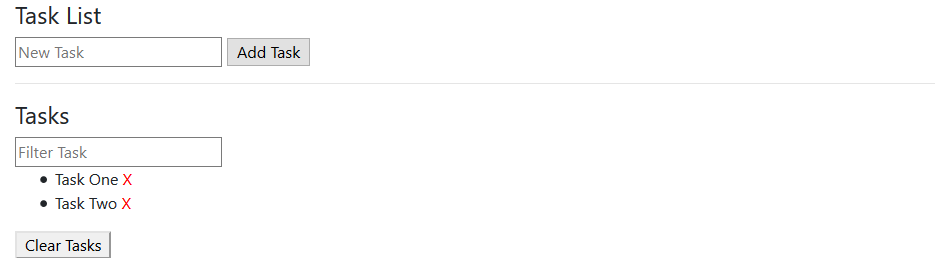 Task List
New Task Add Task
Tasks
Filter Task
Task One X
Task Two X
Clear Tasks